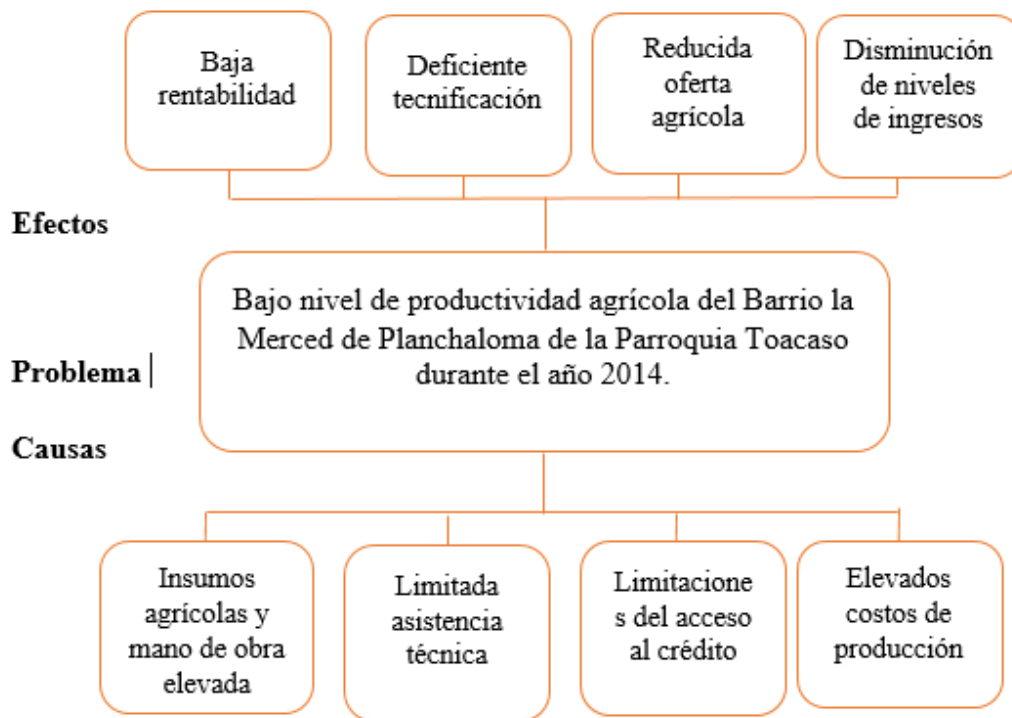 Baja
rentabilidad
Deficiente
tecnificación
Reducida
oferta
agrícola
Disminución
de niveles
de ingresos
Efectos
Bajo nivel de productividad agrícola del Barrio la
Merced de Planchaloma de la Parroquia Toacaso
durante el año 2014.
Problema
Causas
Insumos
agrícolas y
mano de obra
elevada
Limitada
asistencia
técnica
Limitacione
s del acceso
al crédito
Elevados
costos de
producción